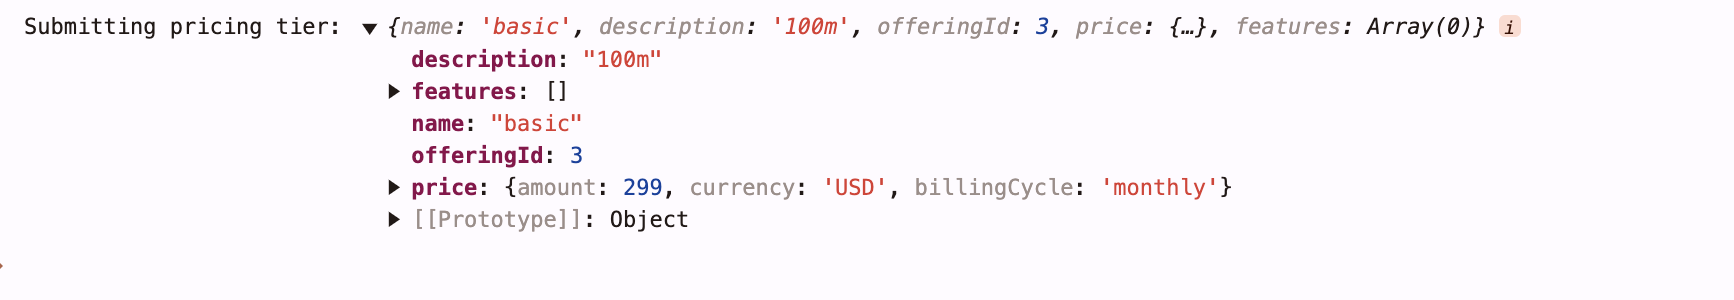 Submitting pricing tier: ▼ {name: 'basic', description: '100m', offeringId: 3, price: {…}, features: Array(0)} i
description: "100m"
▶ features: []
name: "basic"
offeringId: 3
▶ price: {amount: 299, currency: 'USD', billingCycle: 'monthly'}
▶ [[Prototype]]: Object